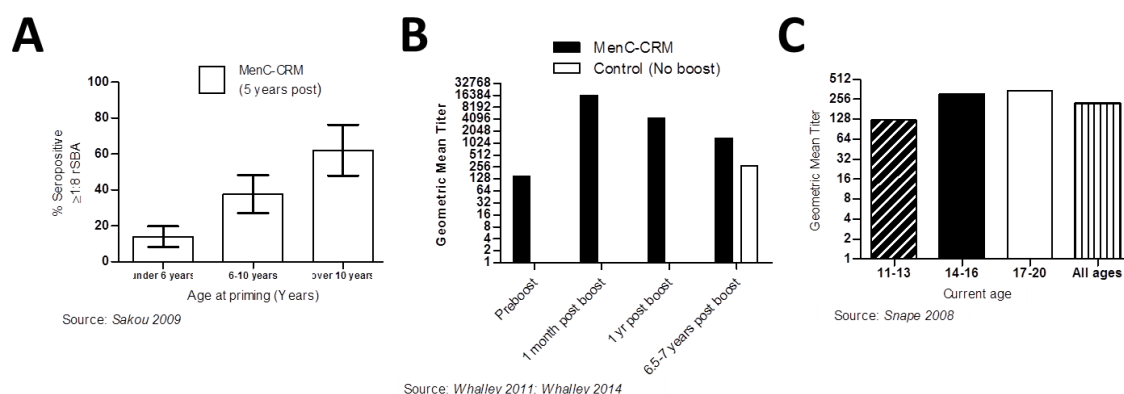 A
MenC-CRM
(5 years post)
100
80
60
40
20
0
% Seropositive
≥1:8 rSBA
under 6 years
6-10 years
over 10 years
Age at priming (Years)
Source: Sakou 2009
B
MenC-CRM
Control (No boost)
32768
16384
8192
4096
2048
1024
512
256
128
64
32
16
8
4
2
1
Geometric Mean Titer
Preboost
1 month post boost
1 yr post boost
6.5-7 years post boost
Source: Whalley 2011; Whalley 2014
C
512
256
128
64
32
16
8
4
2
1
Geometric Mean Titer
11-13
14-16
17-20
All ages
Current age
Source: Snape 2008